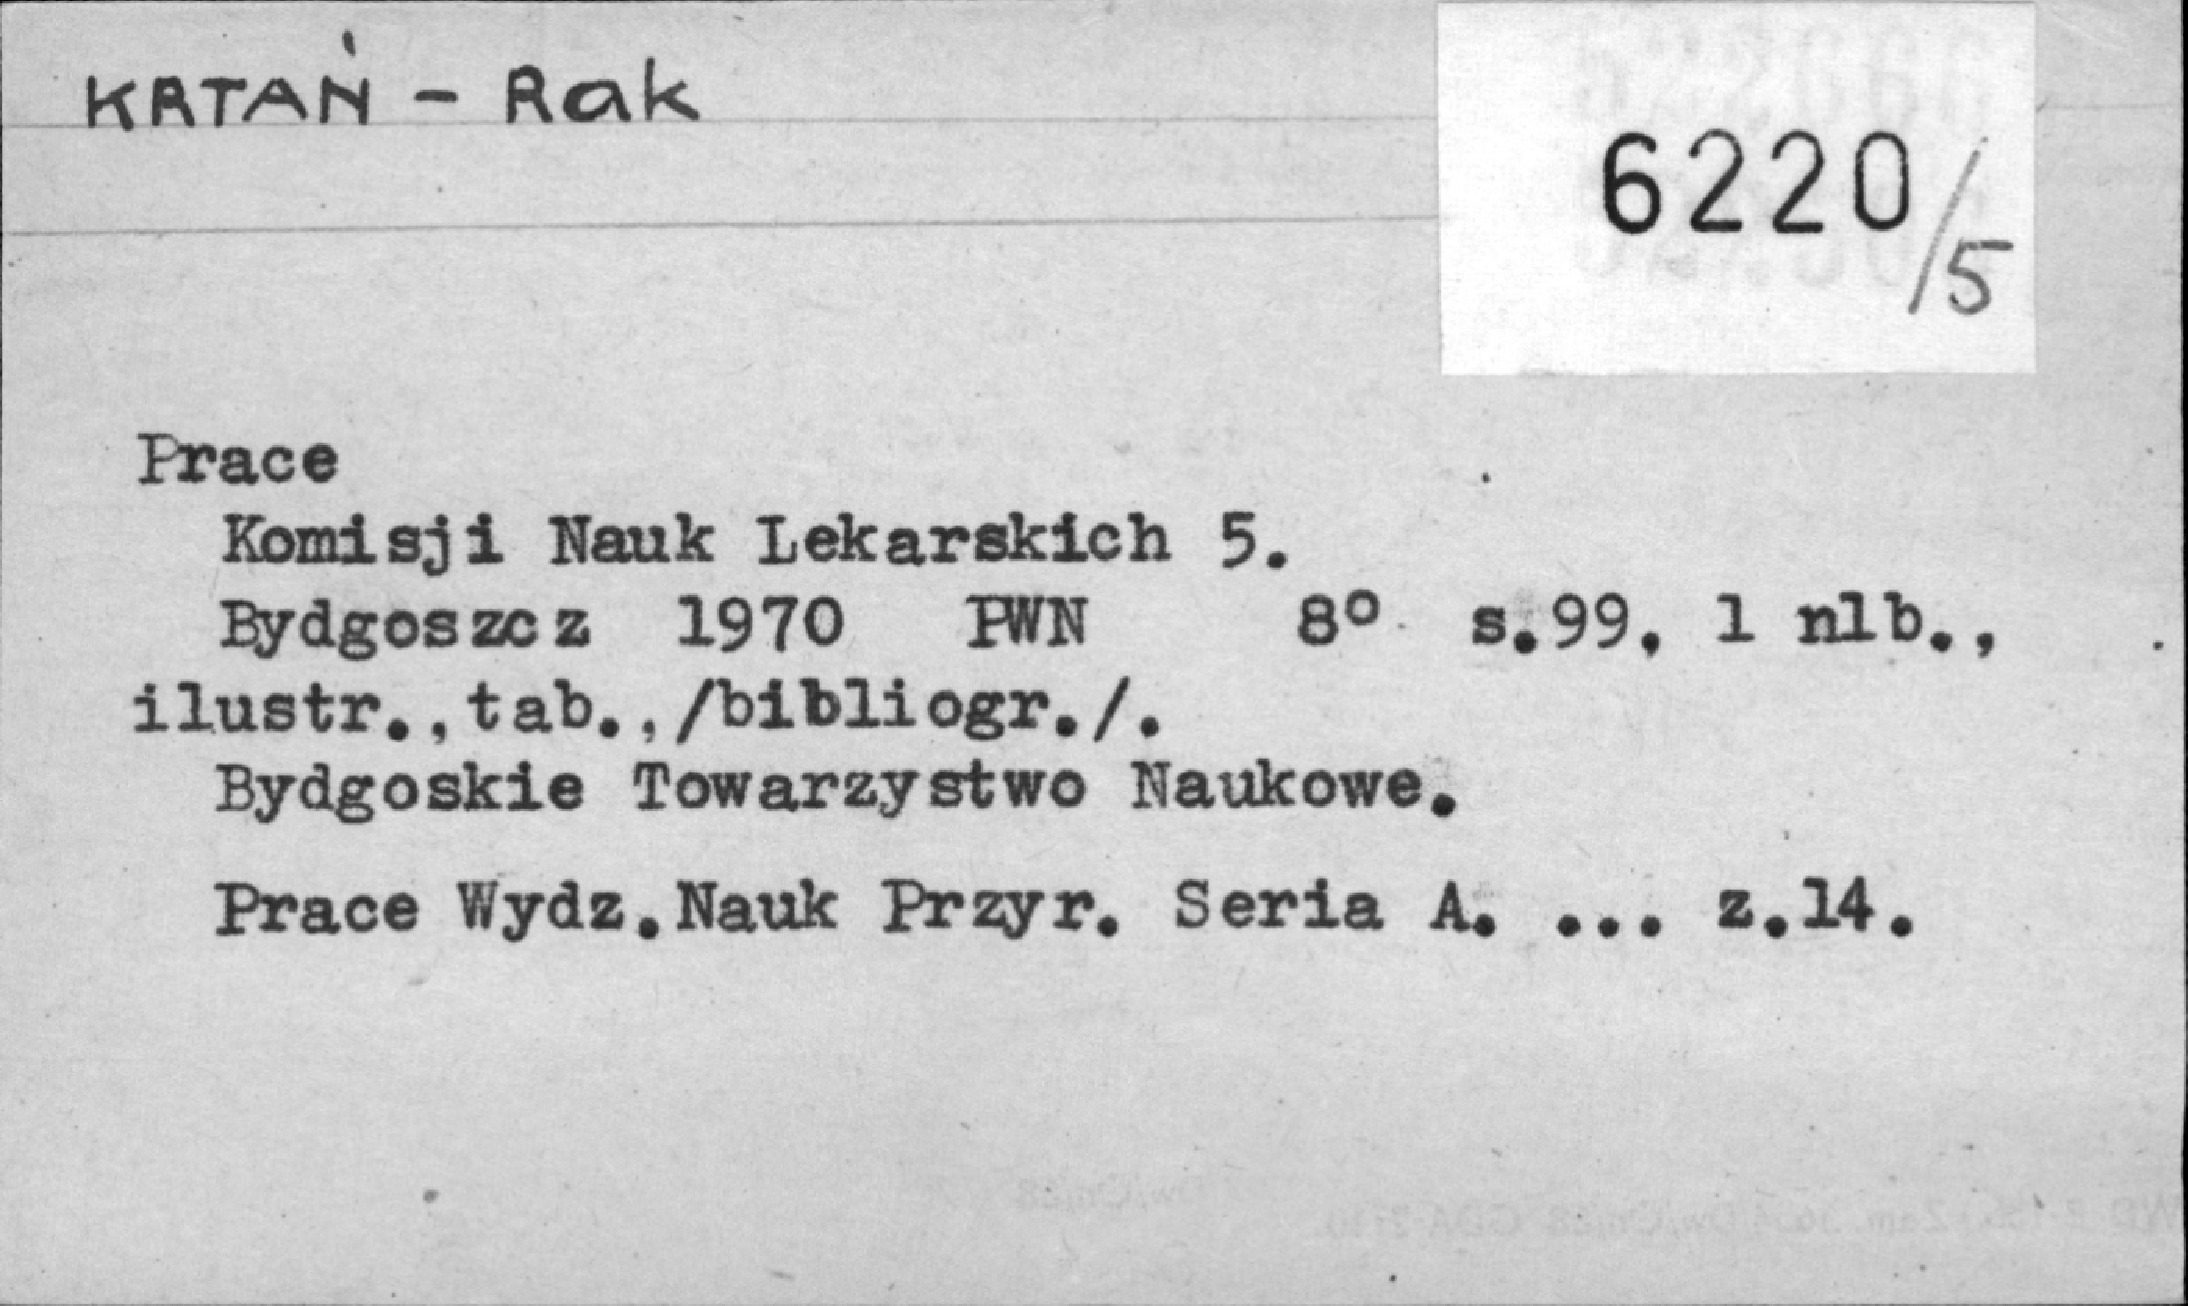 KRTAŃ - Rak
6220/5
Prace
Komisji Nauk Lekarskich 5.
Bydgoszcz 1970 PWN 8° s.99, 1 nlb.,
ilustr.,tab.,/bibliogr./.
Bydgoskie Towarzystwo Naukowe.
Prace Wydz.Nauk Przyr. Seria A. ... z.14.